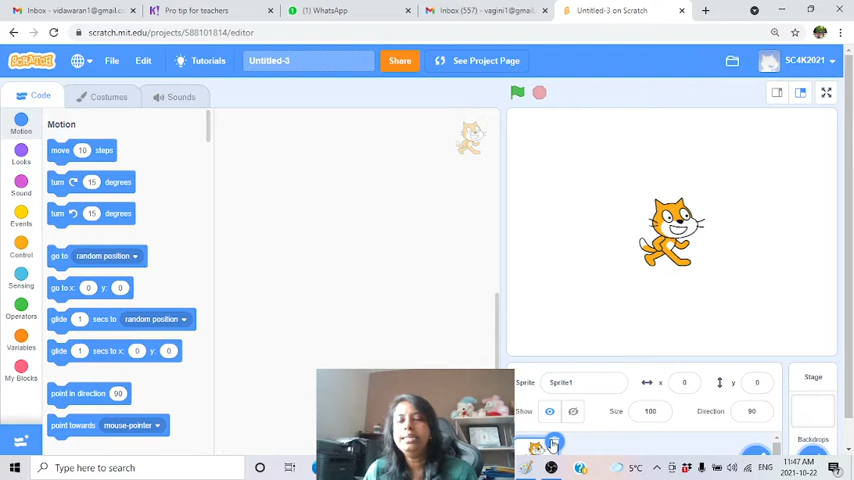 Inbox - vidawaran1@gmail.co
Pro tip for teachers
(1) WhatsApp
Inbox (557) - vagini1@gmail.
Untitled-3 on Scratch
scratch.mit.edu/projects/588101814/editor
SCRATCH
File
Edit
Tutorials
Untitled-3
Share
See Project Page
SC4K2021
Code
Costumes
Sounds
Motion
Looks
Sound
Events
Control
Sensing
Operators
Variables
My Blocks
Motion
move 10 steps
turn 15 degrees
turn 15 degrees
go to random position
go to x: 0 y: 0
glide 1 secs to random position
glide 1 secs to x: 0 y: 0
point in direction 90
point towards mouse-pointer
Sprite Sprite1 x 0 y 0
Show Size 100 Direction 90
Stage
Backdrops
Type here to search
5°C
ENG
11:47 AM
2021-10-22